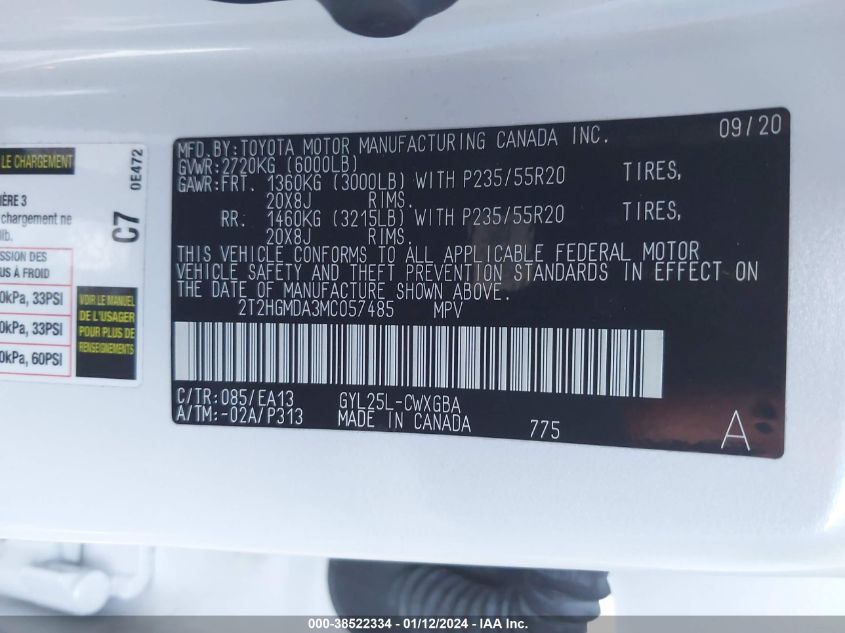 LE CHARGEMENT
IÈRE 3
chargement ne
lb.
SSION DES
US À FROID
0kPa, 33PSI
0kPa, 33PSI
0kPa, 60PSI
VOIR LE MANUEL
DE L'USAGER
POUR PLUS DE
RENSEIGNEMENTS
C7
0E472
MFD.BY:TOYOTA MOTOR MANUFACTURING CANADA INC. 09/20
GVWR:2720KG (6000LB)
GAWR:FRT. 1360KG (3000LB) WITH P235/55R20 TIRES,
20X8J RIMS.
RR. 1460KG (3215LB) WITH P235/55R20 TIRES,
20X8J RIMS.
THIS VEHICLE CONFORMS TO ALL APPLICABLE FEDERAL MOTOR
VEHICLE SAFETY AND THEFT PREVENTION STANDARDS IN EFFECT ON
THE DATE OF MANUFACTURE SHOWN ABOVE.
2T2HGMDA3MC057485 MPV
C/TR:085/EA13 GYL25L-CWXGBA
A/TM:-02A/P313 MADE IN CANADA 775 A
000-38522334 - 01/12/2024 - IAA Inc.